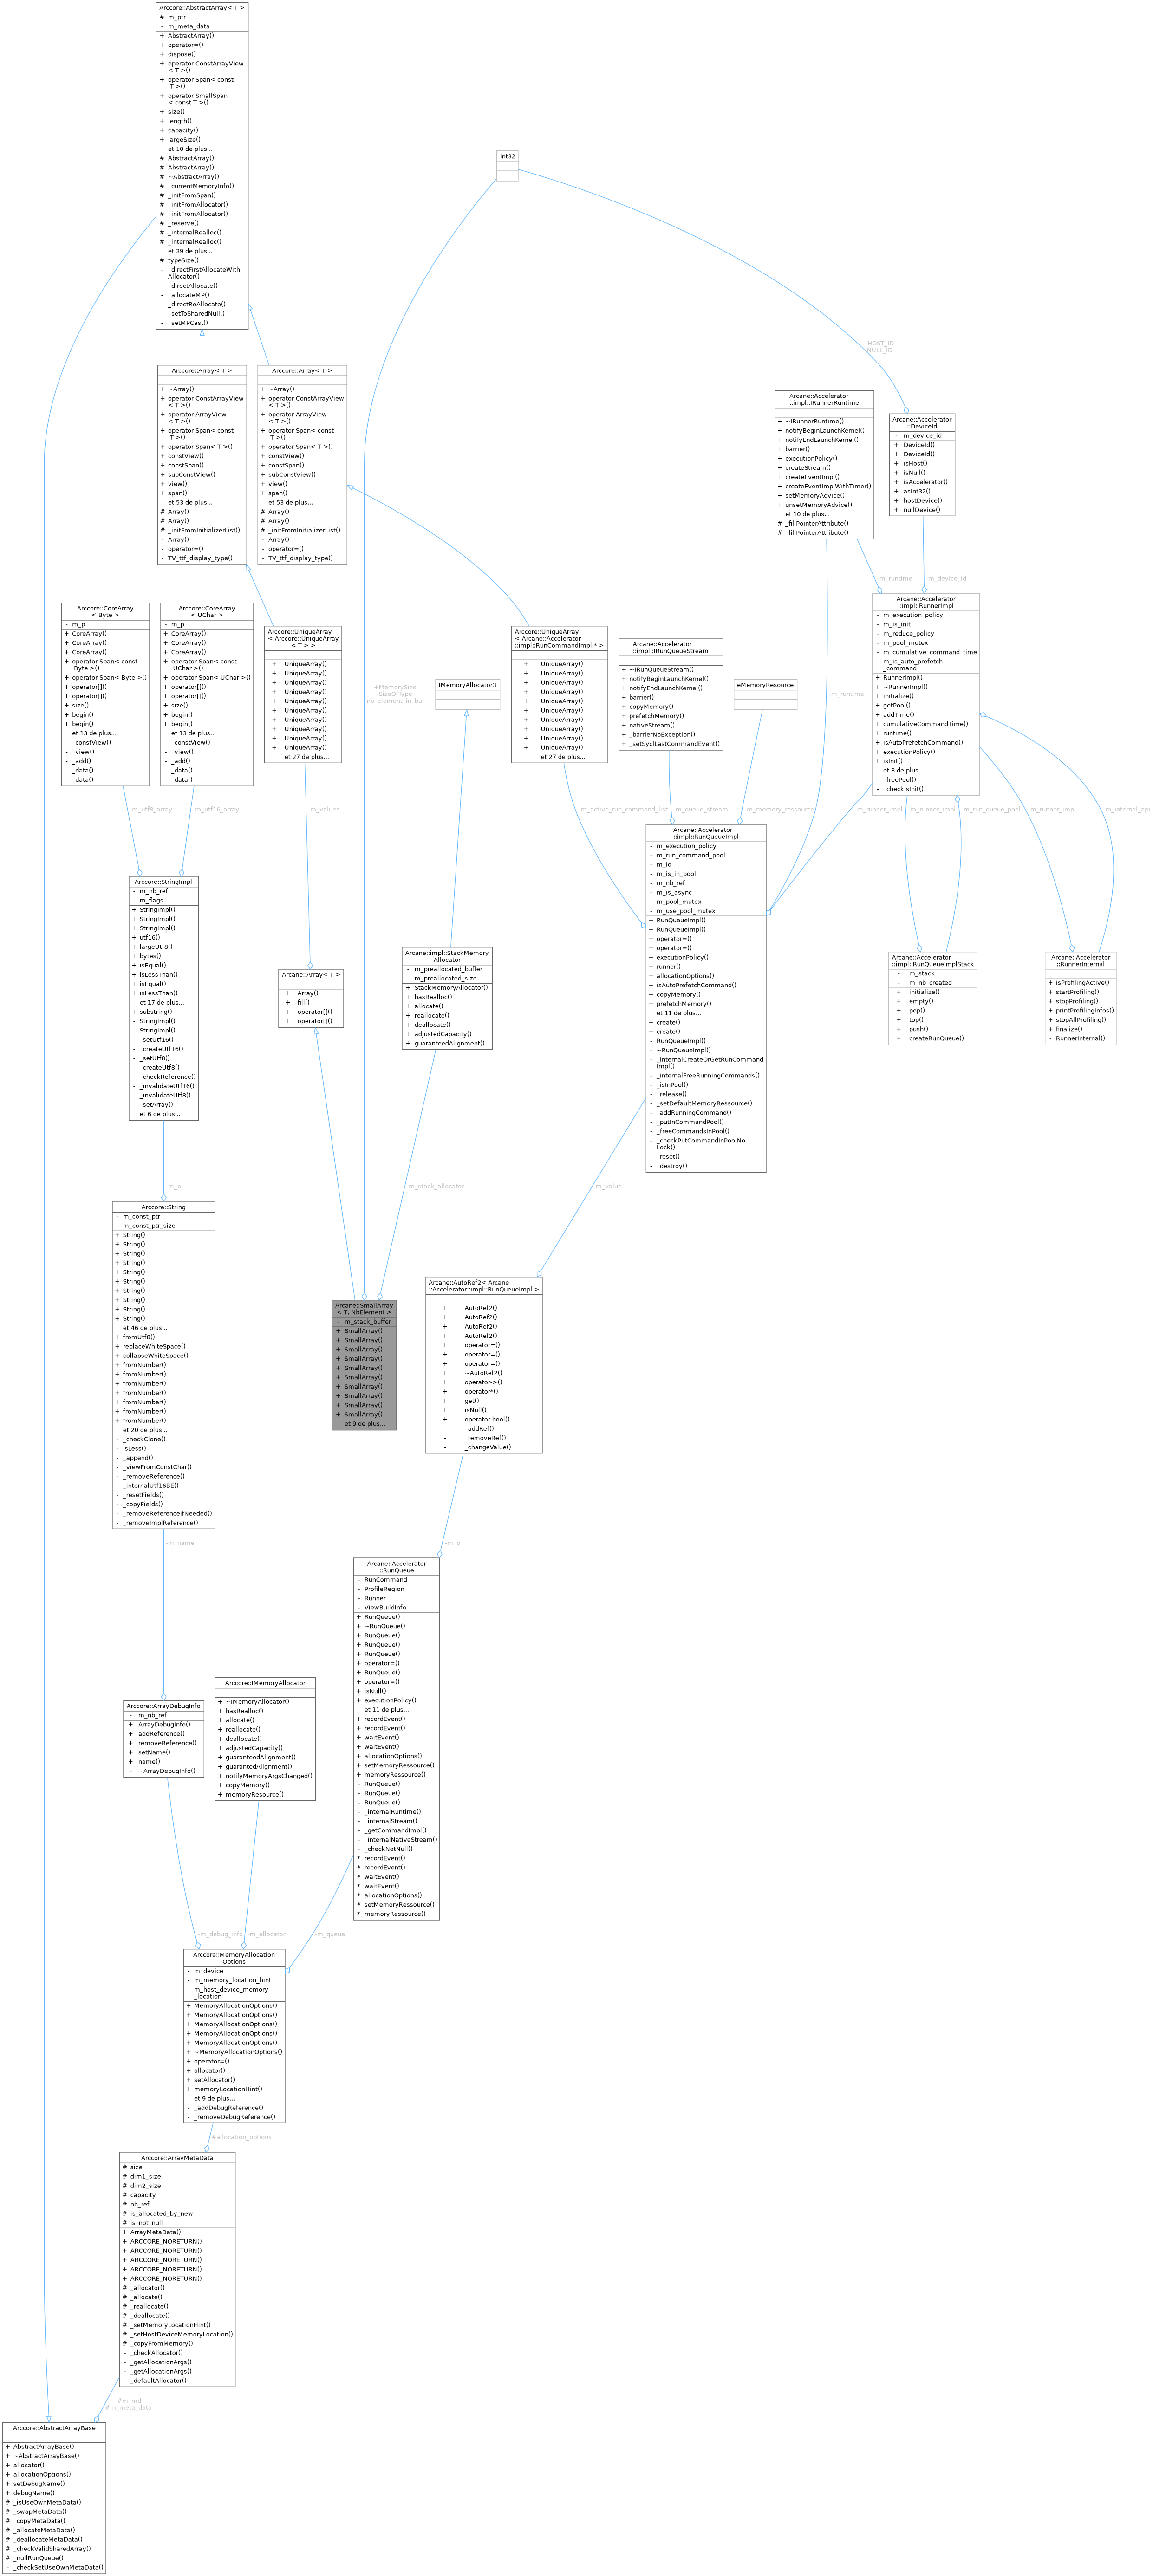 Arccore::AbstractArray< T >
# m_ptr
- m_meta_data
+ AbstractArray()
+ operator=()
+ dispose()
+ operator ConstArrayView
< T >()
+ operator Span< const
T >()
+ operator SmallSpan
< const T >()
+ size()
+ length()
+ capacity()
+ largeSize()
et 10 de plus...
# AbstractArray()
# AbstractArray()
# ~AbstractArray()
# _currentMemoryInfo()
# _initFromSpan()
# _initFromAllocator()
# _initFromAllocator()
# _reserve()
# _internalRealloc()
# _internalRealloc()
et 39 de plus...
# typeSize()
- _directFirstAllocateWith
Allocator()
- _directAllocate()
- _allocateMP()
- _directReAllocate()
- _setToSharedNull()
- _setMPCast()
Int32
-HOST_ID
-NULL_ID
Arccore::Array< T >
+ ~Array()
+ operator ConstArrayView
< T >()
+ operator ArrayView
< T >()
+ operator Span< const
T >()
+ operator Span< T >()
+ constView()
+ constSpan()
+ subConstView()
+ view()
+ span()
et 53 de plus...
# Array()
# Array()
# _initFromInitializerList()
- Array()
- operator=()
- TV_ttf_display_type()
Arccore::Array< T >
+ ~Array()
+ operator ConstArrayView
< T >()
+ operator ArrayView
< T >()
+ operator Span< const
T >()
+ operator Span< T >()
+ constView()
+ constSpan()
+ subConstView()
+ view()
+ span()
et 53 de plus...
# Array()
# Array()
# _initFromInitializerList()
- Array()
- operator=()
- TV_ttf_display_type()
Arcane::Accelerator
::impl::IRunnerRuntime
+ ~IRunnerRuntime()
+ notifyBeginLaunchKernel()
+ notifyEndLaunchKernel()
+ barrier()
+ executionPolicy()
+ createStream()
+ createEventImpl()
+ createEventImplWithTimer()
+ setMemoryAdvice()
+ unsetMemoryAdvice()
et 10 de plus...
# _fillPointerAttribute()
# _fillPointerAttribute()
Arcane::Accelerator
::DeviceId
- m_device_id
+ DeviceId()
+ DeviceId()
+ isHost()
+ isNull()
+ isAccelerator()
+ asInt32()
+ hostDevice()
+ nullDevice()
-m_runtime
-m_device_id
Arccore::CoreArray
< Byte >
- m_p
+ CoreArray()
+ CoreArray()
+ CoreArray()
+ operator Span< const
Byte >()
+ operator Span< Byte >()
+ operator[]()
+ operator[]()
+ size()
+ begin()
+ begin()
et 13 de plus...
- _constView()
- _view()
- _add()
- _data()
- _data()
Arccore::CoreArray
< UChar >
- m_p
+ CoreArray()
+ CoreArray()
+ CoreArray()
+ operator Span< const
UChar >()
+ operator Span< UChar >()
+ operator[]()
+ operator[]()
+ size()
+ begin()
+ begin()
et 13 de plus...
- _constView()
- _view()
- _add()
- _data()
- _data()
Arccore::UniqueArray
< Arccore::UniqueArray
< T > >
+ UniqueArray()
+ UniqueArray()
+ UniqueArray()
+ UniqueArray()
+ UniqueArray()
+ UniqueArray()
+ UniqueArray()
+ UniqueArray()
+ UniqueArray()
+ UniqueArray()
et 27 de plus...
+MemorySize
-SizeOfType
nb_element_in_buf
IMemoryAllocator3
Arccore::UniqueArray
< Arcane::Accelerator
::impl::RunCommandImpl * >
+ UniqueArray()
+ UniqueArray()
+ UniqueArray()
+ UniqueArray()
+ UniqueArray()
+ UniqueArray()
+ UniqueArray()
+ UniqueArray()
+ UniqueArray()
+ UniqueArray()
et 27 de plus...
Arcane::Accelerator
::impl::IRunQueueStream
+ ~IRunQueueStream()
+ notifyBeginLaunchKernel()
+ notifyEndLaunchKernel()
+ barrier()
+ copyMemory()
+ prefetchMemory()
+ nativeStream()
+ _barrierNoException()
+ _setSyclLastCommandEvent()
eMemoryResource
-m_runtime
Arcane::Accelerator
::impl::RunnerImpl
- m_execution_policy
- m_is_init
- m_reduce_policy
- m_pool_mutex
- m_cumulative_command_time
- m_is_auto_prefetch
_command
+ RunnerImpl()
+ ~RunnerImpl()
+ initialize()
+ getPool()
+ addTime()
+ cumulativeCommandTime()
+ runtime()
+ isAutoPrefetchCommand()
+ executionPolicy()
+ isInit()
et 8 de plus...
- _freePool()
- _checkIsInit()
-m_utf8_array
-m_utf16_array
-m_values
-m_active_run_command_list
-m_queue_stream
-m_memory_ressource
-m_runner_impl
-m_runner_impl
-m_run_queue_pool
-m_runner_impl
Arcane::Accelerator
::impl::RunQueueImpl
- m_execution_policy
- m_run_command_pool
- m_id
- m_is_in_pool
- m_nb_ref
- m_is_async
- m_pool_mutex
- m_use_pool_mutex
+ RunQueueImpl()
+ RunQueueImpl()
+ operator=()
+ operator=()
+ executionPolicy()
+ runner()
+ allocationOptions()
+ isAutoPrefetchCommand()
+ copyMemory()
+ prefetchMemory()
et 11 de plus...
+ create()
+ create()
- RunQueueImpl()
- ~RunQueueImpl()
- _internalCreateOrGetRunCommand
Impl()
- _internalFreeRunningCommands()
- _isInPool()
- _release()
- _setDefaultMemoryRessource()
- _addRunningCommand()
- _putInCommandPool()
- _freeCommandsInPool()
- _checkPutCommandInPoolNo
Lock()
- _reset()
- _destroy()
Arccore::StringImpl
- m_nb_ref
- m_flags
+ StringImpl()
+ StringImpl()
+ StringImpl()
+ utf16()
+ largeUtf8()
+ bytes()
+ isEqual()
+ isLessThan()
+ isEqual()
+ isLessThan()
et 17 de plus...
+ substring()
- StringImpl()
- StringImpl()
- _setUtf16()
- _createUtf16()
- _setUtf8()
- _createUtf8()
- _checkReference()
- _invalidateUtf16()
- _invalidateUtf8()
- _setArray()
et 6 de plus...
Arcane::Array< T >
+ Array()
+ fill()
+ operator[]()
+ operator[]()
Arcane::impl::StackMemory
Allocator
- m_preallocated_buffer
- m_preallocated_size
+ StackMemoryAllocator()
+ hasRealloc()
+ allocate()
+ reallocate()
+ deallocate()
+ adjustedCapacity()
+ guaranteedAlignment()
Arcane::Accelerator
::impl::RunQueueImplStack
- m_stack
- m_nb_created
+ initialize()
+ empty()
+ pop()
+ top()
+ push()
+ createRunQueue()
Arcane::Accelerator
::RunnerInternal
+ isProfilingActive()
+ startProfiling()
+ stopProfiling()
+ printProfilingInfos()
+ stopAllProfiling()
+ finalize()
- RunnerInternal()
-m_p
-m_stack_allocator
-m_value
Arccore::String
- m_const_ptr
- m_const_ptr_size
+ String()
+ String()
+ String()
+ String()
+ String()
+ String()
+ String()
+ String()
+ String()
+ String()
et 46 de plus...
+ fromUtf8()
+ replaceWhiteSpace()
+ collapseWhiteSpace()
+ fromNumber()
+ fromNumber()
+ fromNumber()
+ fromNumber()
+ fromNumber()
+ fromNumber()
+ fromNumber()
et 20 de plus...
- _checkClone()
- isLess()
- _append()
- _viewFromConstChar()
- _removeReference()
- _internalUtf16BE()
- _resetFields()
- _copyFields()
- _removeReferenceIfNeeded()
- _removeImplReference()
Arcane::SmallArray
< T, NbElement >
- m_stack_buffer
+ SmallArray()
+ SmallArray()
+ SmallArray()
+ SmallArray()
+ SmallArray()
+ SmallArray()
+ SmallArray()
+ SmallArray()
+ SmallArray()
+ SmallArray()
et 9 de plus...
Arcane::AutoRef2< Arcane
::Accelerator::impl::RunQueueImpl >
+ AutoRef2()
+ AutoRef2()
+ AutoRef2()
+ AutoRef2()
+ operator=()
+ operator=()
+ operator=()
+ ~AutoRef2()
+ operator->()
+ operator*()
+ get()
+ isNull()
+ operator bool()
- _addRef()
- _removeRef()
- _changeValue()
-m_name
-m_p
Arcane::Accelerator
::RunQueue
- RunCommand
- ProfileRegion
- Runner
- ViewBuildInfo
+ RunQueue()
+ ~RunQueue()
+ RunQueue()
+ RunQueue()
+ RunQueue()
+ operator=()
+ RunQueue()
+ operator=()
+ isNull()
+ executionPolicy()
et 11 de plus...
+ recordEvent()
+ recordEvent()
+ waitEvent()
+ waitEvent()
+ allocationOptions()
+ setMemoryRessource()
+ memoryRessource()
- RunQueue()
- RunQueue()
- RunQueue()
- _internalRuntime()
- _internalStream()
- _getCommandImpl()
- _internalNativeStream()
- _checkNotNull()
* recordEvent()
* recordEvent()
* waitEvent()
* waitEvent()
* allocationOptions()
* setMemoryRessource()
* memoryRessource()
Arccore::ArrayDebugInfo
- m_nb_ref
+ ArrayDebugInfo()
+ addReference()
+ removeReference()
+ setName()
+ name()
- ~ArrayDebugInfo()
Arccore::IMemoryAllocator
+ ~IMemoryAllocator()
+ hasRealloc()
+ allocate()
+ reallocate()
+ deallocate()
+ adjustedCapacity()
+ guaranteedAlignment()
+ guarantedAlignment()
+ notifyMemoryArgsChanged()
+ copyMemory()
+ memoryResource()
-m_debug_info
-m_allocator
-m_queue
Arccore::MemoryAllocation
Options
- m_device
- m_memory_location_hint
- m_host_device_memory
_location
+ MemoryAllocationOptions()
+ MemoryAllocationOptions()
+ MemoryAllocationOptions()
+ MemoryAllocationOptions()
+ MemoryAllocationOptions()
+ ~MemoryAllocationOptions()
+ operator=()
+ allocator()
+ setAllocator()
+ memoryLocationHint()
et 9 de plus...
- _addDebugReference()
- _removeDebugReference()
#allocation_options
Arccore::ArrayMetaData
# size
# dim1_size
# dim2_size
# capacity
# nb_ref
# is_allocated_by_new
# is_not_null
+ ArrayMetaData()
+ ARCCORE_NORETURN()
+ ARCCORE_NORETURN()
+ ARCCORE_NORETURN()
+ ARCCORE_NORETURN()
+ ARCCORE_NORETURN()
# _allocator()
# _allocate()
# _reallocate()
# _deallocate()
# _setMemoryLocationHint()
# _setHostDeviceMemoryLocation()
# _copyFromMemory()
- _checkAllocator()
- _getAllocationArgs()
- _getAllocationArgs()
- _defaultAllocator()
#m_md
#m_meta_data
Arccore::AbstractArrayBase
+ AbstractArrayBase()
+ ~AbstractArrayBase()
+ allocator()
+ allocationOptions()
+ setDebugName()
+ debugName()
# _isUseOwnMetaData()
# _swapMetaData()
# _copyMetaData()
# _allocateMetaData()
# _deallocateMetaData()
# _checkValidSharedArray()
# _nullRunQueue()
- _checkSetUseOwnMetaData()